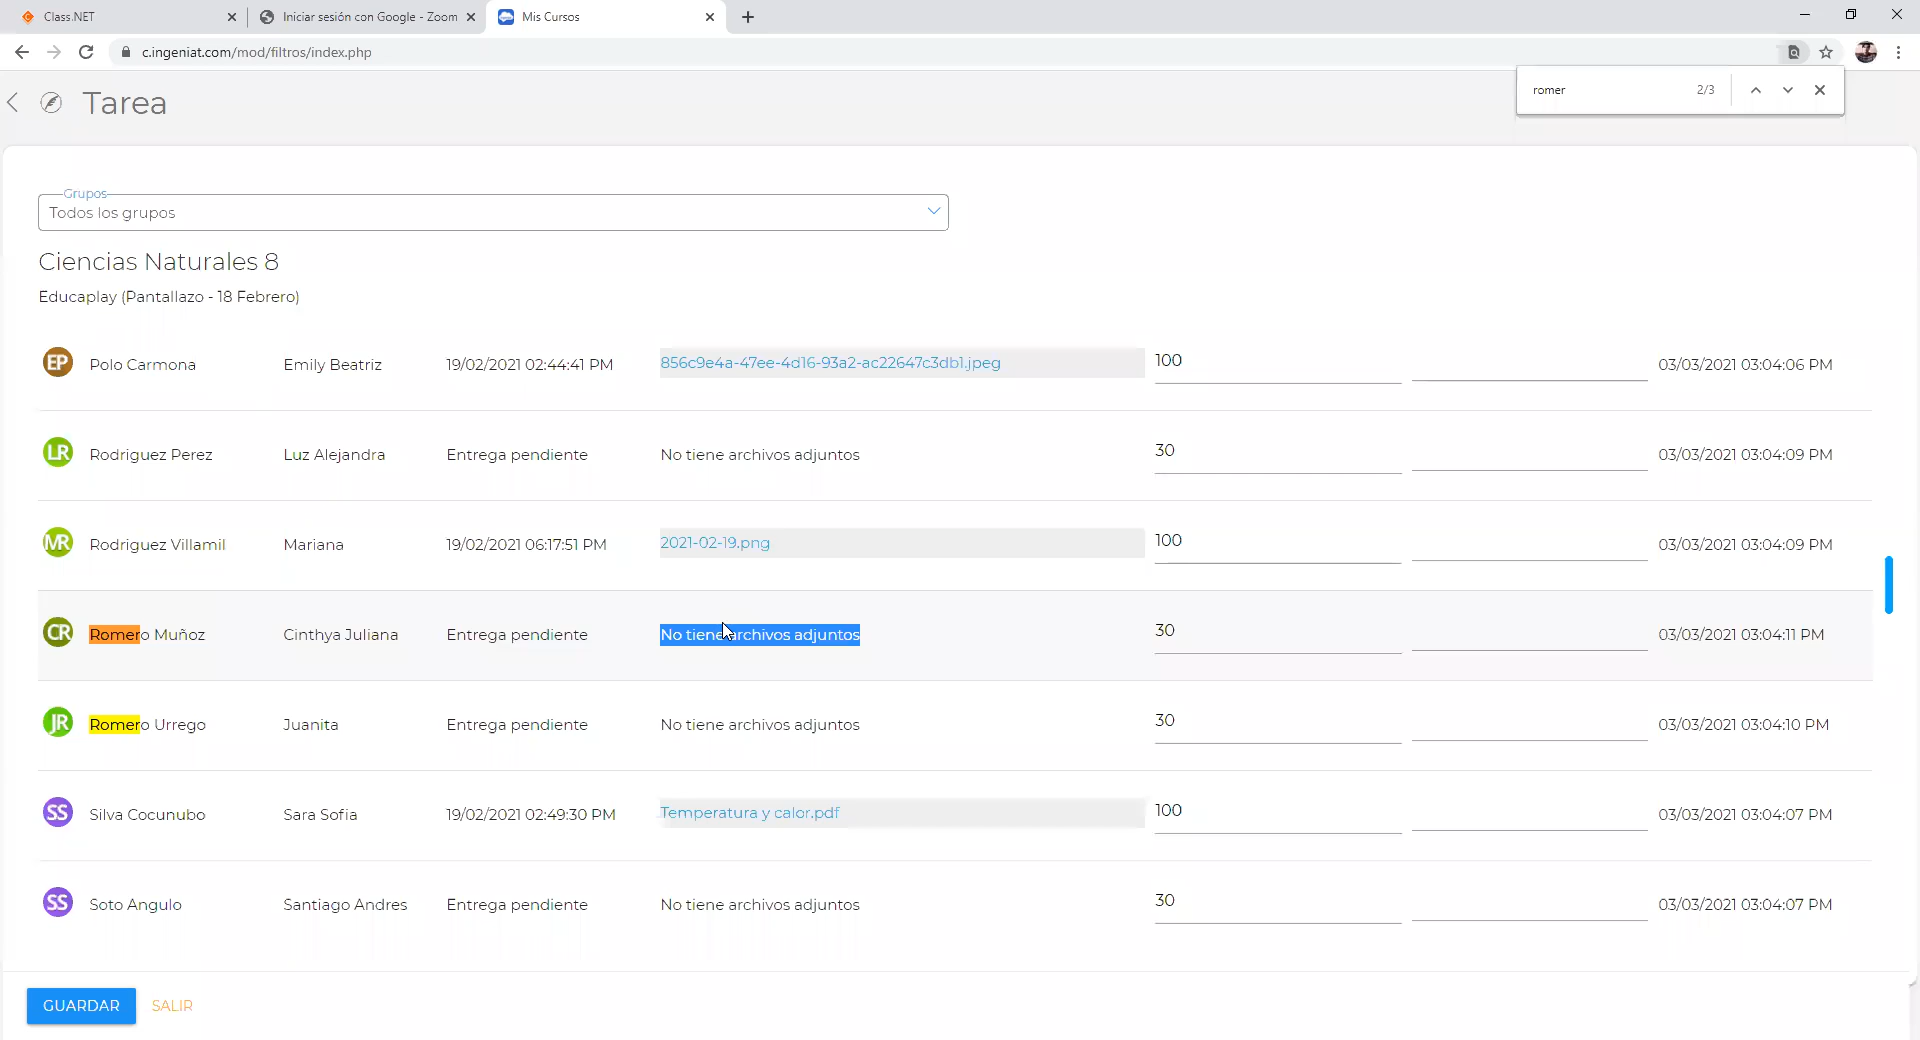 Class.NET
Iniciar sesión con Google - Zoom
Mis Cursos
c.ingeniat.com/mod/filtros/index.php
romer 2/3
Tarea
Grupos
Todos los grupos
Ciencias Naturales 8
Educaplay (Pantallazo - 18 Febrero)
EP Polo Carmona Emily Beatriz 19/02/2021 02:44:41 PM 856c9e4a-47ee-4d16-93a2-ac22647c3db1.jpeg 100 03/03/2021 03:04:06 PM
LR Rodriguez Perez Luz Alejandra Entrega pendiente No tiene archivos adjuntos 30 03/03/2021 03:04:09 PM
MR Rodriguez Villamil Mariana 19/02/2021 06:17:51 PM 2021-02-19.png 100 03/03/2021 03:04:09 PM
CR Romero Muñoz Cinthya Juliana Entrega pendiente No tiene archivos adjuntos 30 03/03/2021 03:04:11 PM
JR Romero Urrego Juanita Entrega pendiente No tiene archivos adjuntos 30 03/03/2021 03:04:10 PM
SS Silva Cocunubo Sara Sofia 19/02/2021 02:49:30 PM Temperatura y calor.pdf 100 03/03/2021 03:04:07 PM
SS Soto Angulo Santiago Andres Entrega pendiente No tiene archivos adjuntos 30 03/03/2021 03:04:07 PM
GUARDAR SALIR